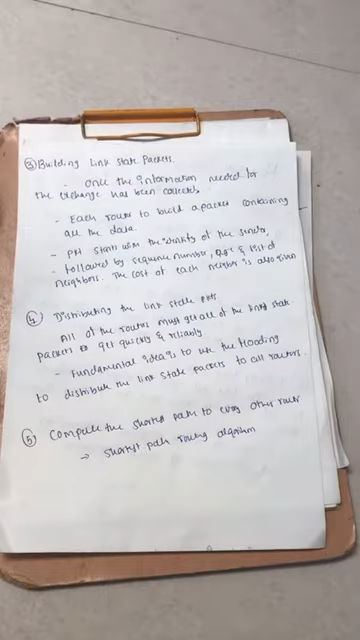 ③ Building Link State Packets.
- Once the information needed for
the exchange has been collected,
- Each router to build a packet containing
all the data.
- Pkt starts with the identity of the sender,
- followed by sequence number, Age & list of
neighbors. The cost of each neighbor is also given
④ Distributing the link state pkts
All of the routers must get all of the link state
packets get quickly & reliably
- Fundamental idea is to use the flooding
to distribute the link state packets to all routers.
⑤ Compute the shortest path to every other router
→ shortest path routing algorithm